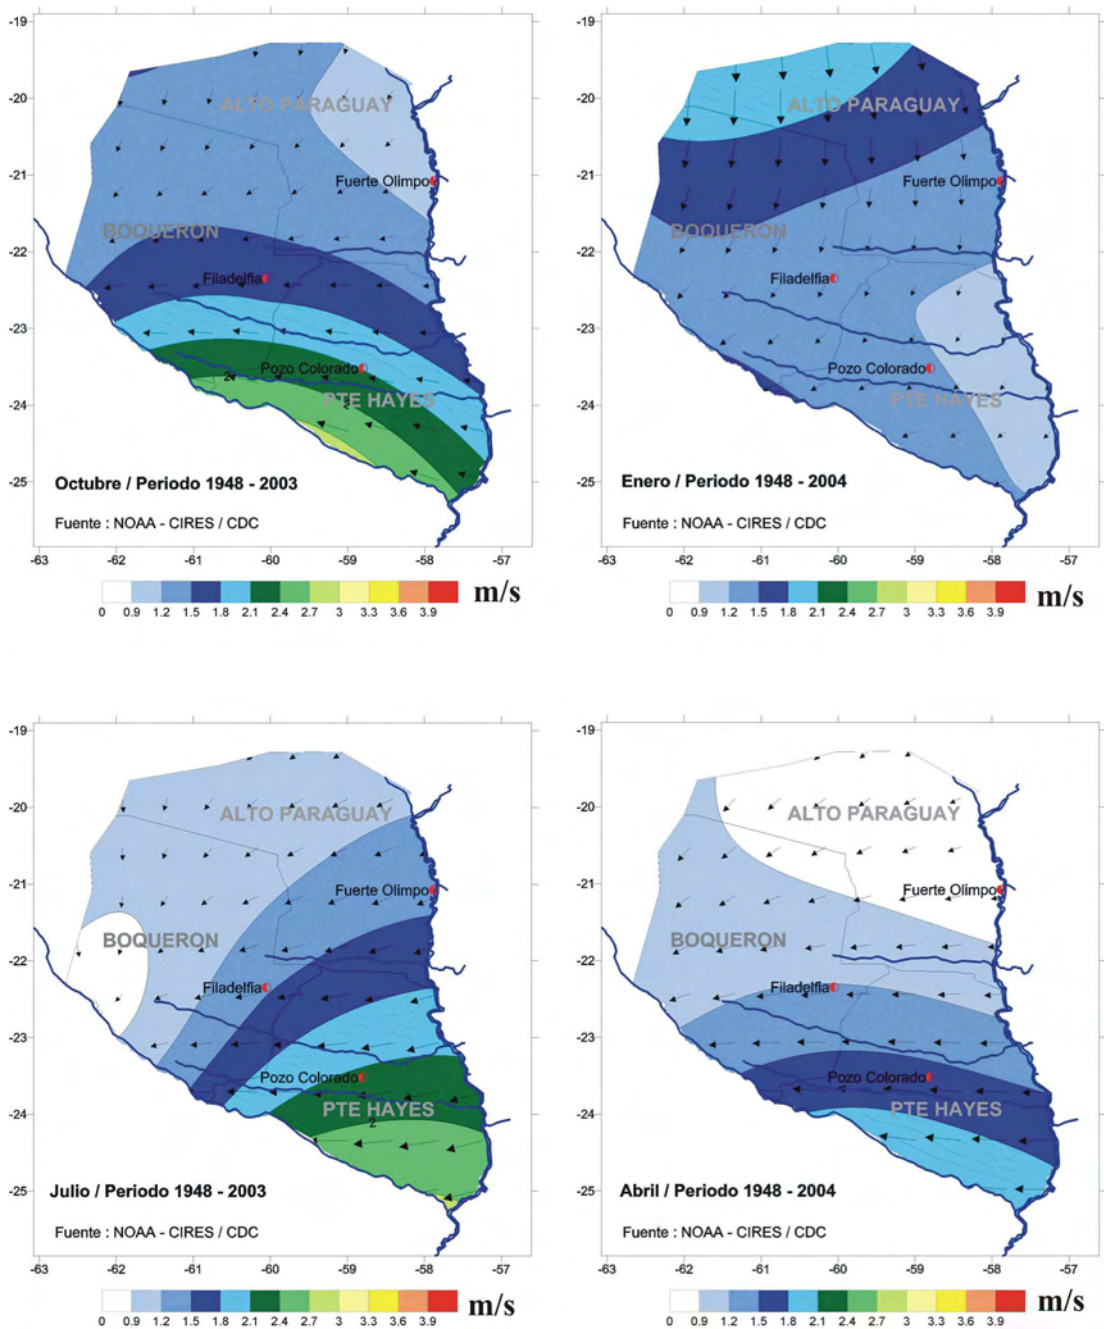 -19
-20
-21
-22
-23
-24
-25
ALTO PARAGUAY
Fuerte Olimpo
BOQUERON
Filadelfia
Pozo Colorado
2
PTE HAYES
2
Octubre / Periodo 1948 - 2003
Fuente : NOAA - CIRES / CDC
-63 -62 -61 -60 -59 -58 -57
0 0.9 1.2 1.5 1.8 2.1 2.4 2.7 3 3.3 3.6 3.9
m/s
-19
-20
-21
-22
-23
-24
-25
ALTO PARAGUAY
Fuerte Olimpo
BOQUERON
Filadelfia
Pozo Colorado
PTE HAYES
Enero / Periodo 1948 - 2004
Fuente : NOAA - CIRES / CDC
-63 -62 -61 -60 -59 -58 -57
0 0.9 1.2 1.5 1.8 2.1 2.4 2.7 3 3.3 3.6 3.9
m/s
-19
-20
-21
-22
-23
-24
-25
ALTO PARAGUAY
Fuerte Olimpo
BOQUERON
Filadelfia
Pozo Colorado
PTE HAYES
2
Julio / Periodo 1948 - 2003
Fuente : NOAA - CIRES / CDC
-63 -62 -61 -60 -59 -58 -57
0 0.9 1.2 1.5 1.8 2.1 2.4 2.7 3 3.3 3.6 3.9
m/s
-19
-20
-21
-22
-23
-24
-25
ALTO PARAGUAY
Fuerte Olimpo
BOQUERON
Filadelfia
Pozo Colorado
PTE HAYES
Abril / Periodo 1948 - 2004
Fuente : NOAA - CIRES / CDC
-63 -62 -61 -60 -59 -58 -57
0 0.9 1.2 1.5 1.8 2.1 2.4 2.7 3 3.3 3.6 3.9
m/s